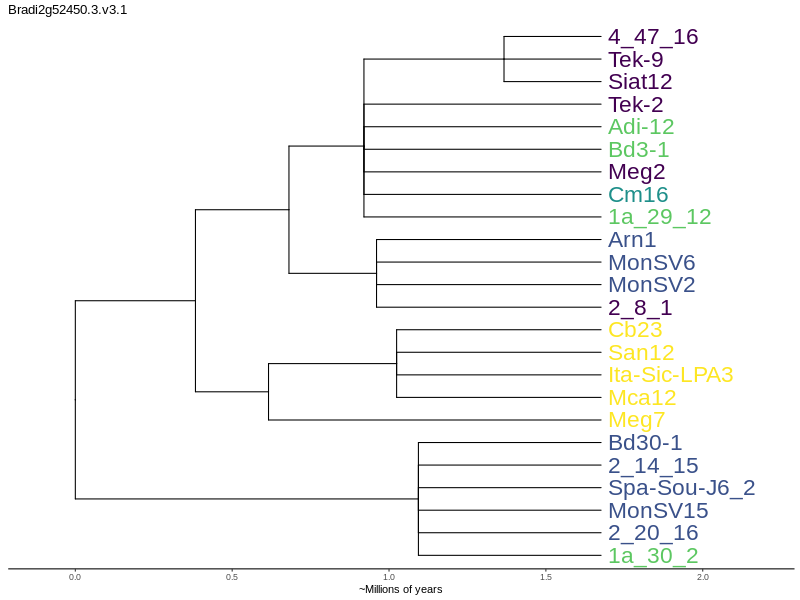 Bradi2g52450.3.v3.1
4_47_16
Tek-9
Siat12
Tek-2
Adi-12
Bd3-1
Meg2
Cm16
1a_29_12
Arn1
MonSV6
MonSV2
2_8_1
Cb23
San12
Ita-Sic-LPA3
Mca12
Meg7
Bd30-1
2_14_15
Spa-Sou-J6_2
MonSV15
2_20_16
1a_30_2
0.0 0.5 1.0 1.5 2.0
~Millions of years